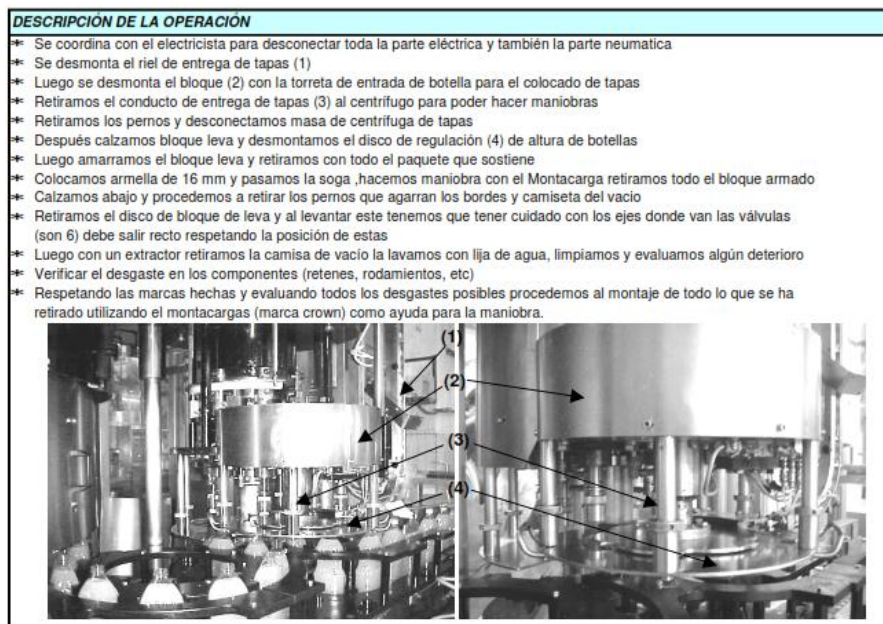 DESCRIPCIÓN DE LA OPERACIÓN
* Se coordina con el electricista para desconectar toda la parte eléctrica y también la parte neumatica
* Se desmonta el riel de entrega de tapas (1)
* Luego se desmonta el bloque (2) con la torreta de entrada de botella para el colocado de tapas
* Retiramos el conducto de entrega de tapas (3) al centrífugo para poder hacer maniobras
* Retiramos los pernos y desconectamos masa de centrífuga de tapas
* Después calzamos bloque leva y desmontamos el disco de regulación (4) de altura de botellas
* Luego amarramos el bloque leva y retiramos con todo el paquete que sostiene
* Colocamos armella de 16 mm y pasamos la soga ,hacemos maniobra con el Montacarga retiramos todo el bloque armado
* Calzamos abajo y procedemos a retirar los pernos que agarran los bordes y camiseta del vacio
* Retiramos el disco de bloque de leva y al levantar este tenemos que tener cuidado con los ejes donde van las válvulas
(son 6) debe salir recto respetando la posición de estas
* Luego con un extractor retiramos la camisa de vacío la lavamos con lija de agua, limpiamos y evaluamos algún deterioro
* Verificar el desgaste en los componentes (retenes, rodamientos, etc)
* Respetando las marcas hechas y evaluando todos los desgastes posibles procedemos al montaje de todo lo que se ha
retirado utilizando el montacargas (marca crown) como ayuda para la maniobra.
(1)
(2)
(3)
(4)